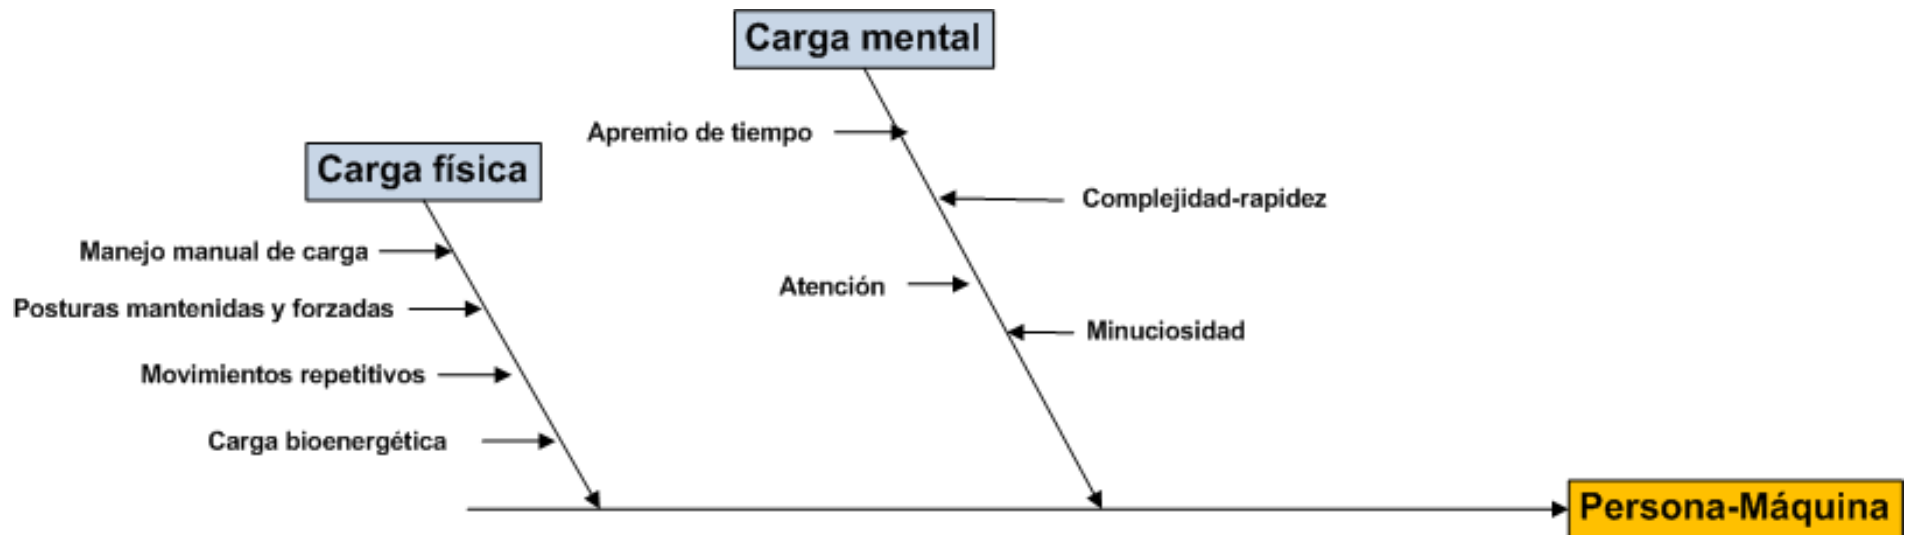 Carga mental
Apremio de tiempo
Complejidad-rapidez
Atención
Minuciosidad
Carga física
Manejo manual de carga
Posturas mantenidas y forzadas
Movimientos repetitivos
Carga bioenergética
Persona-Máquina